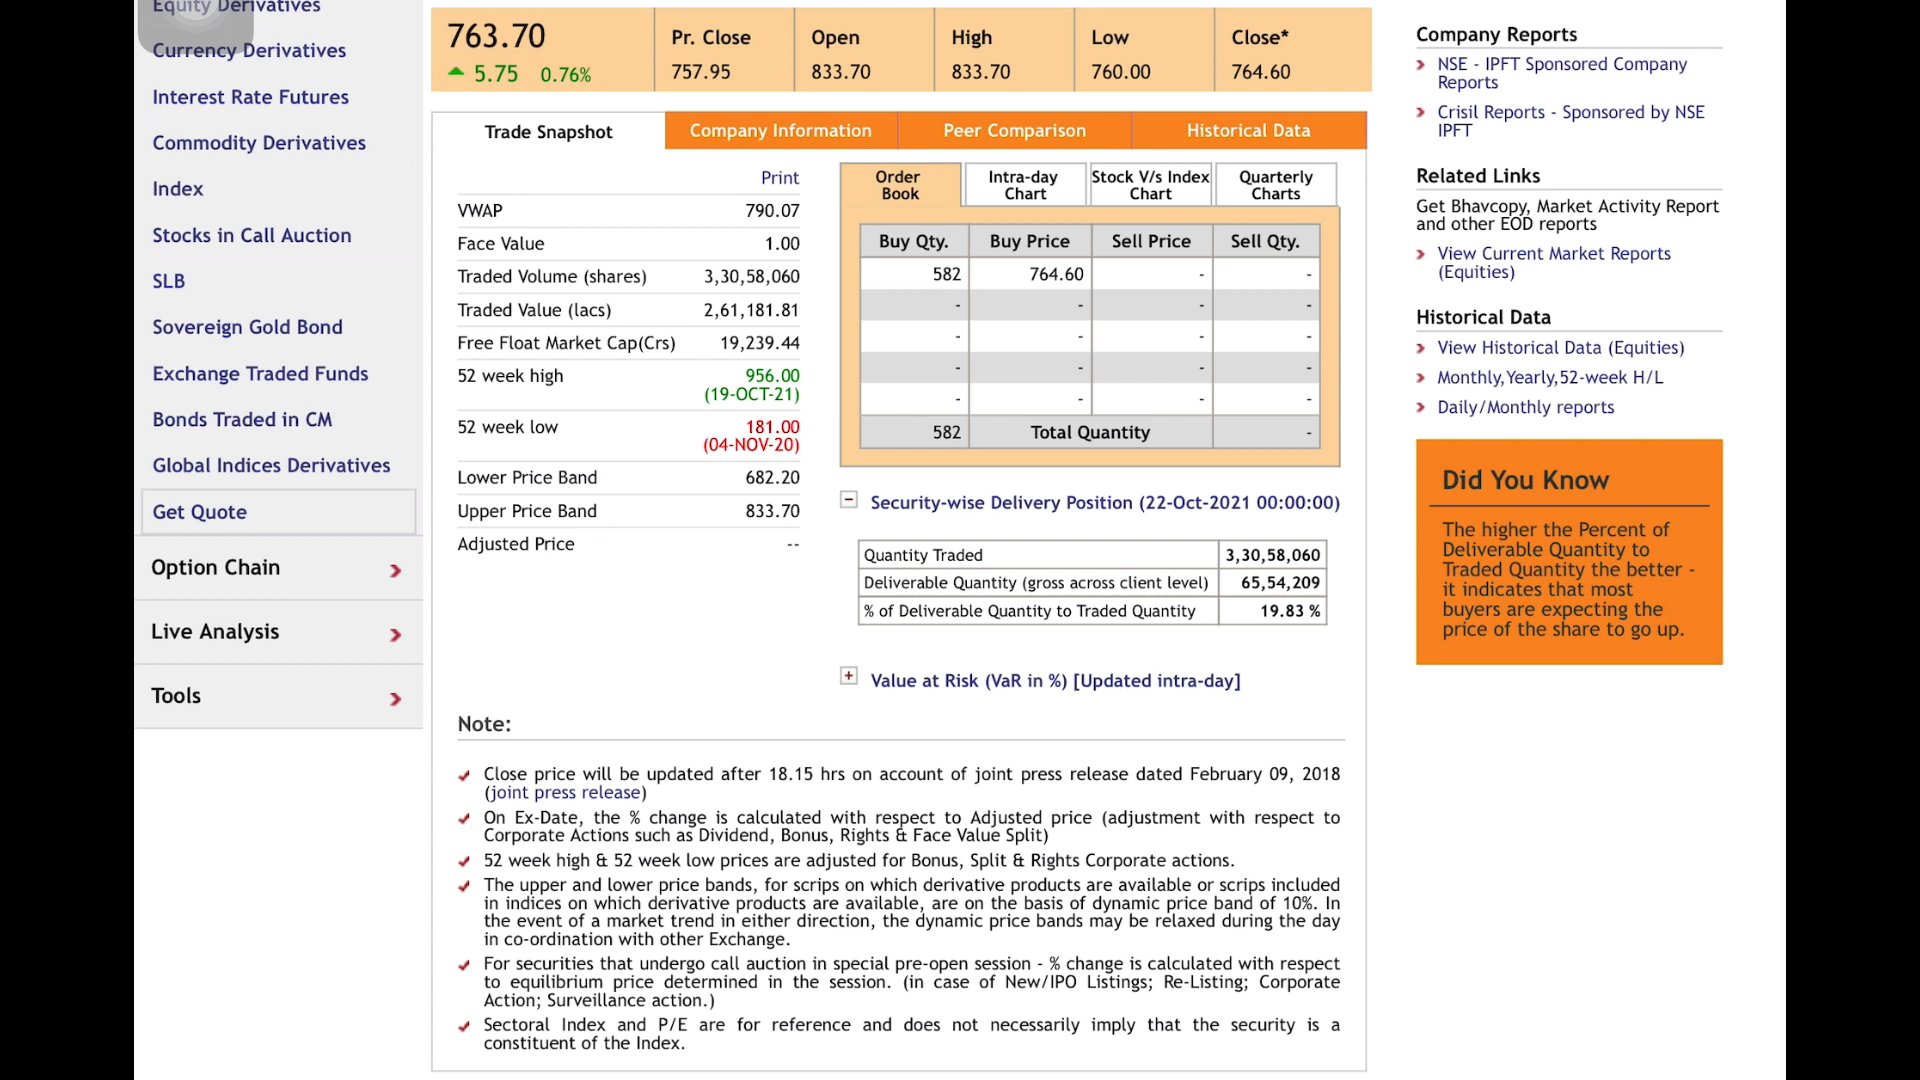 Equity Derivatives
Currency Derivatives
Interest Rate Futures
Commodity Derivatives
Index
Stocks in Call Auction
SLB
Sovereign Gold Bond
Exchange Traded Funds
Bonds Traded in CM
Global Indices Derivatives
Get Quote
Option Chain
Live Analysis
Tools
763.70
5.75 0.76%
Pr. Close Open High Low Close*
757.95 833.70 833.70 760.00 764.60
Trade Snapshot Company Information Peer Comparison Historical Data
Print
VWAP 790.07
Face Value 1.00
Traded Volume (shares) 3,30,58,060
Traded Value (lacs) 2,61,181.81
Free Float Market Cap(Crs) 19,239.44
52 week high 956.00
(19-OCT-21)
52 week low 181.00
(04-NOV-20)
Lower Price Band 682.20
Upper Price Band 833.70
Adjusted Price --
Order Book
Intra-day Chart
Stock V/s Index Chart
Quarterly Charts
Buy Qty. Buy Price Sell Price Sell Qty.
582 764.60 - -
- - - -
- - - -
- - - -
- - - -
582 Total Quantity -
Security-wise Delivery Position (22-Oct-2021 00:00:00)
Quantity Traded 3,30,58,060
Deliverable Quantity (gross across client level) 65,54,209
% of Deliverable Quantity to Traded Quantity 19.83 %
Value at Risk (VaR in %) [Updated intra-day]
Note:
Close price will be updated after 18.15 hrs on account of joint press release dated February 09, 2018
(joint press release)
On Ex-Date, the % change is calculated with respect to Adjusted price (adjustment with respect to
Corporate Actions such as Dividend, Bonus, Rights & Face Value Split)
52 week high & 52 week low prices are adjusted for Bonus, Split & Rights Corporate actions.
The upper and lower price bands, for scrips on which derivative products are available or scrips included
in indices on which derivative products are available, are on the basis of dynamic price band of 10%. In
the event of a market trend in either direction, the dynamic price bands may be relaxed during the day
in co-ordination with other Exchange.
For securities that undergo call auction in special pre-open session - % change is calculated with respect
to equilibrium price determined in the session. (in case of New/IPO Listings; Re-Listing; Corporate
Action; Surveillance action.)
Sectoral Index and P/E are for reference and does not necessarily imply that the security is a
constituent of the Index.
Company Reports
NSE - IPFT Sponsored Company
Reports
Crisil Reports - Sponsored by NSE
IPFT
Related Links
Get Bhavcopy, Market Activity Report
and other EOD reports
View Current Market Reports
(Equities)
Historical Data
View Historical Data (Equities)
Monthly,Yearly,52-week H/L
Daily/Monthly reports
Did You Know
The higher the Percent of
Deliverable Quantity to
Traded Quantity the better -
it indicates that most
buyers are expecting the
price of the share to go up.